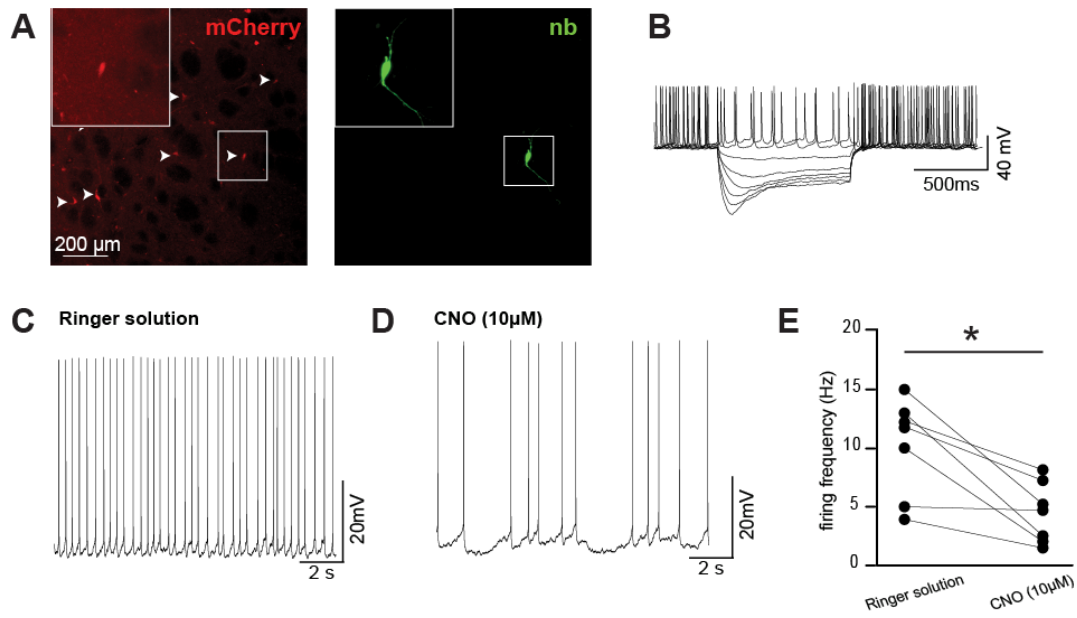 A
mCherry
nb
200 µm
B
40 mV
500ms
C Ringer solution
20mV
2 s
D CNO (10µM)
20mV
2 s
E
*
firing frequency (Hz)
20
15
10
5
0
Ringer solution
CNO (10µM)